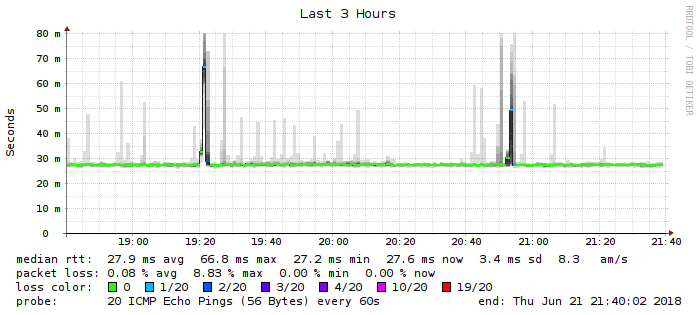 Last 3 Hours
RRDTOOL / TOBI OETIKER
Seconds
80 m
70 m
60 m
50 m
40 m
30 m
20 m
10 m
0
19:00 19:20 19:40 20:00 20:20 20:40 21:00 21:20 21:40
median rtt: 27.9 ms avg 66.8 ms max 27.2 ms min 27.6 ms now 3.4 ms sd 8.3 am/s
packet loss: 0.08 % avg 8.83 % max 0.00 % min 0.00 % now
loss color: 0 1/20 2/20 3/20 4/20 10/20 19/20
probe: 20 ICMP Echo Pings (56 Bytes) every 60s end: Thu Jun 21 21:40:02 2018